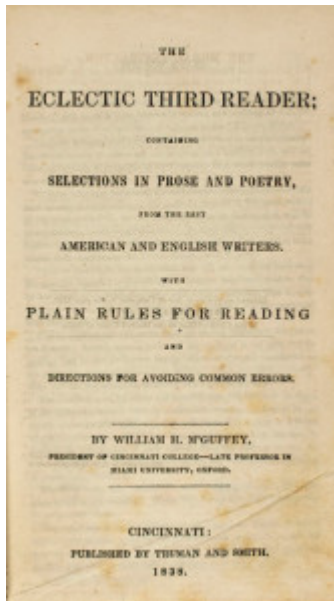 THE
ECLECTIC THIRD READER;
CONTAINING
SELECTIONS IN PROSE AND POETRY,
FROM THE BEST
AMERICAN AND ENGLISH WRITERS.
WITH
PLAIN RULES FOR READING
AND
DIRECTIONS FOR AVOIDING COMMON ERRORS.
BY WILLIAM H. M'GUFFEY,
PRESIDENT OF CINCINNATI COLLEGE—LATE PROFESSOR IN
MIAMI UNIVERSITY, OXFORD.
CINCINNATI:
PUBLISHED BY TRUMAN AND SMITH.
1838.